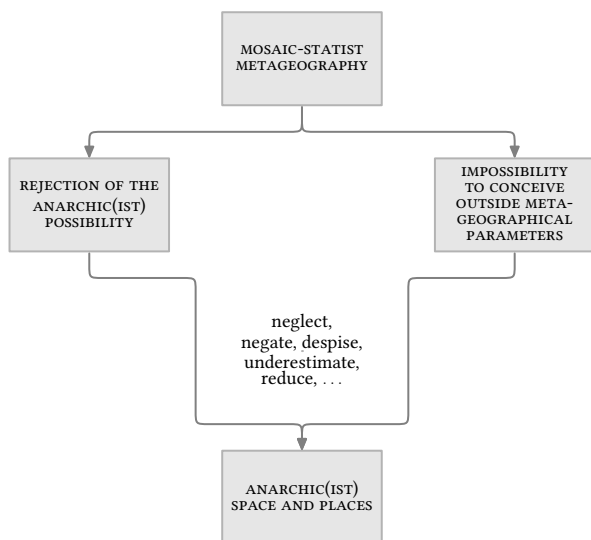 MOSAIC-STATIST
METAGEOGRAPHY
REJECTION OF THE
ANARCHIC(IST)
POSSIBILITY
IMPOSSIBILITY
TO CONCEIVE
OUTSIDE META-
GEOGRAPHICAL
PARAMETERS
neglect,
negate, despise,
underestimate,
reduce, ...
ANARCHIC(IST)
SPACE AND PLACES